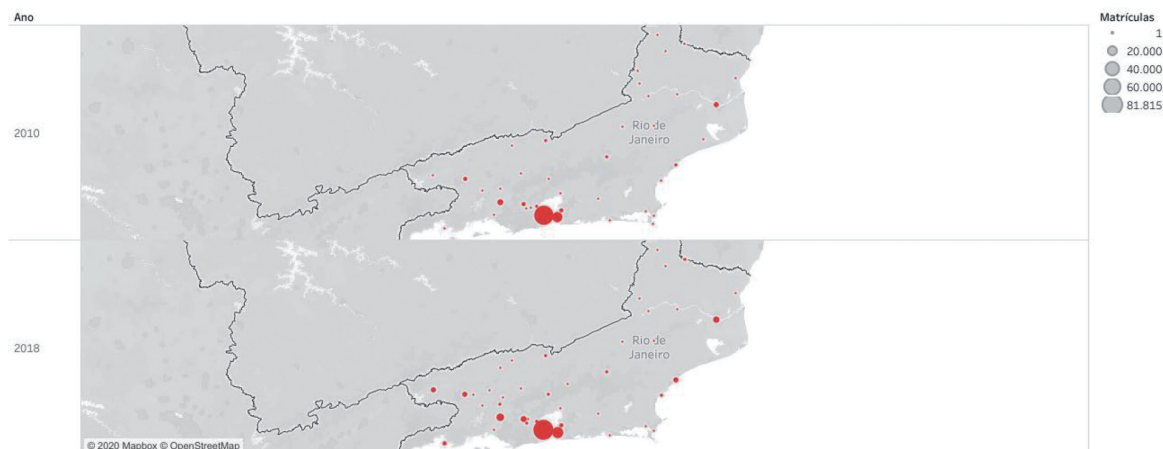 Ano
Matrículas
1
20.000
40.000
60.000
81.815
2010
Rio de
Janeiro
2018
Rio de
Janeiro
© 2020 Mapbox © OpenStreetMap